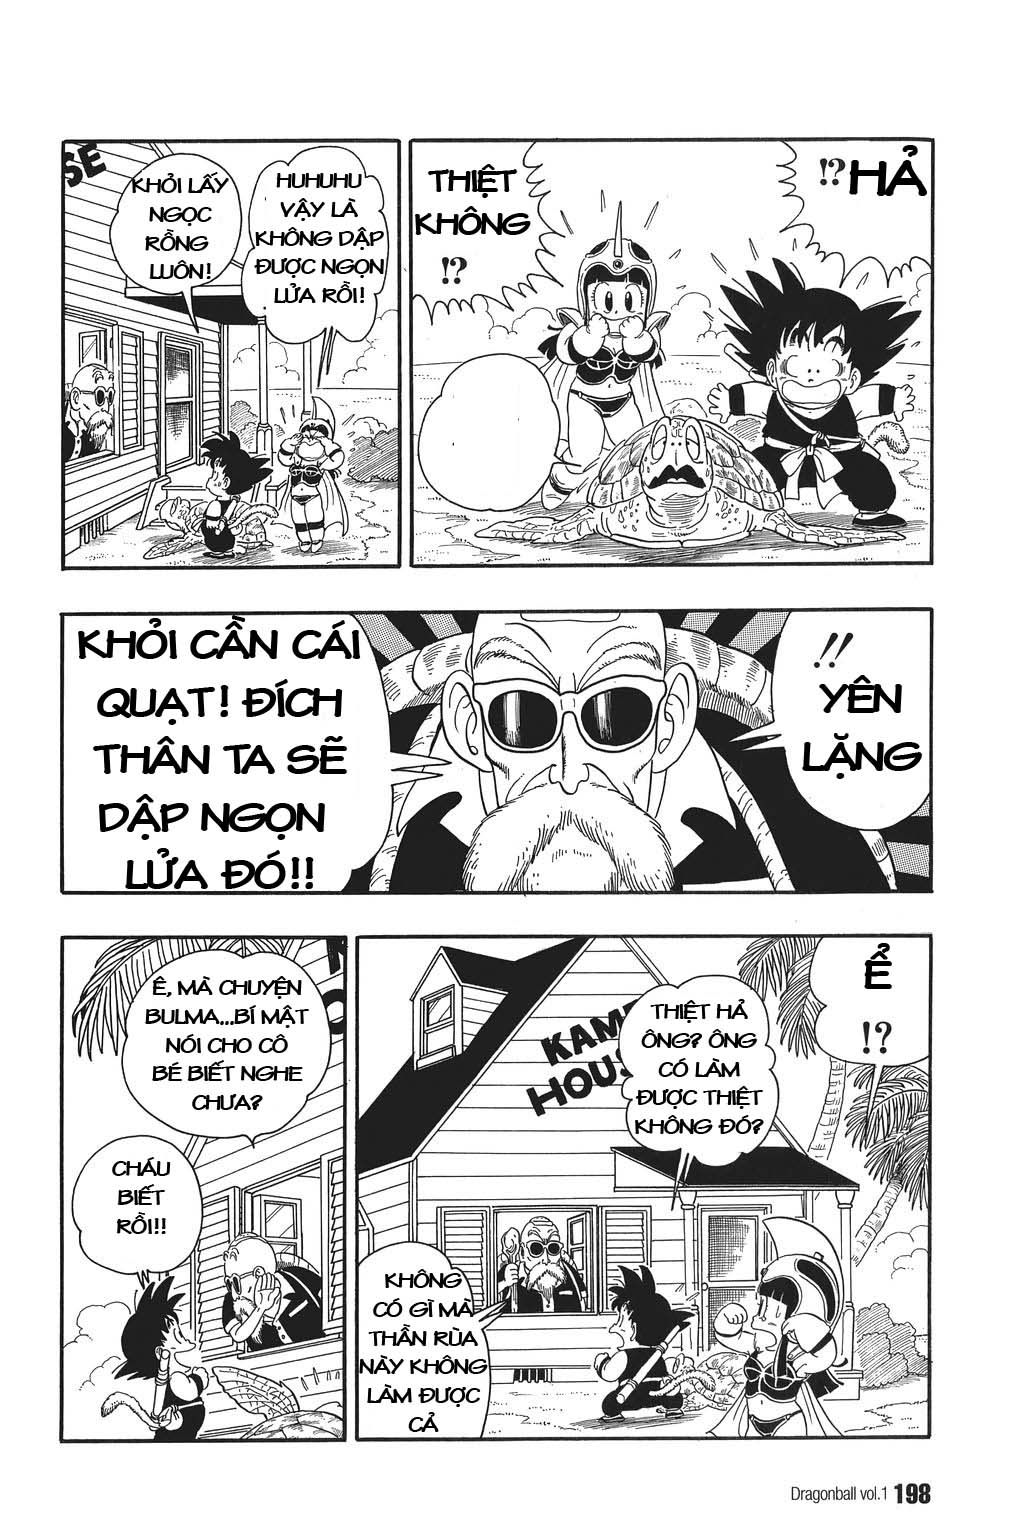 HẢ
!?
THIỆT
KHÔNG
!?
HUHUHU
VẬY LÀ
KHÔNG DẬP
ĐƯỢC NGỌN
LỬA RỒI!
KHỎI LẤY
NGỌC
RỒNG
LUÔN!
SE
!!
YÊN
LẶNG
KHỎI CẦN CÁI
QUẠT! ĐÍCH
THÂN TA SẼ
DẬP NGỌN
LỬA ĐÓ!!
Ể
!?
THIỆT HẢ
ÔNG? ÔNG
CÓ LÀM
ĐƯỢC THIỆT
KHÔNG ĐÓ?
KAME
HOUS
KHÔNG
CÓ GÌ MÀ
THẦN RÙA
NÀY KHÔNG
LÀM ĐƯỢC
CẢ
Ê, MÀ CHUYỆN
BULMA...BÍ MẬT
NÓI CHO CÔ
BÉ BIẾT NGHE
CHƯA?
CHÁU
BIẾT
RỒI!!
Dragonball vol.1 198